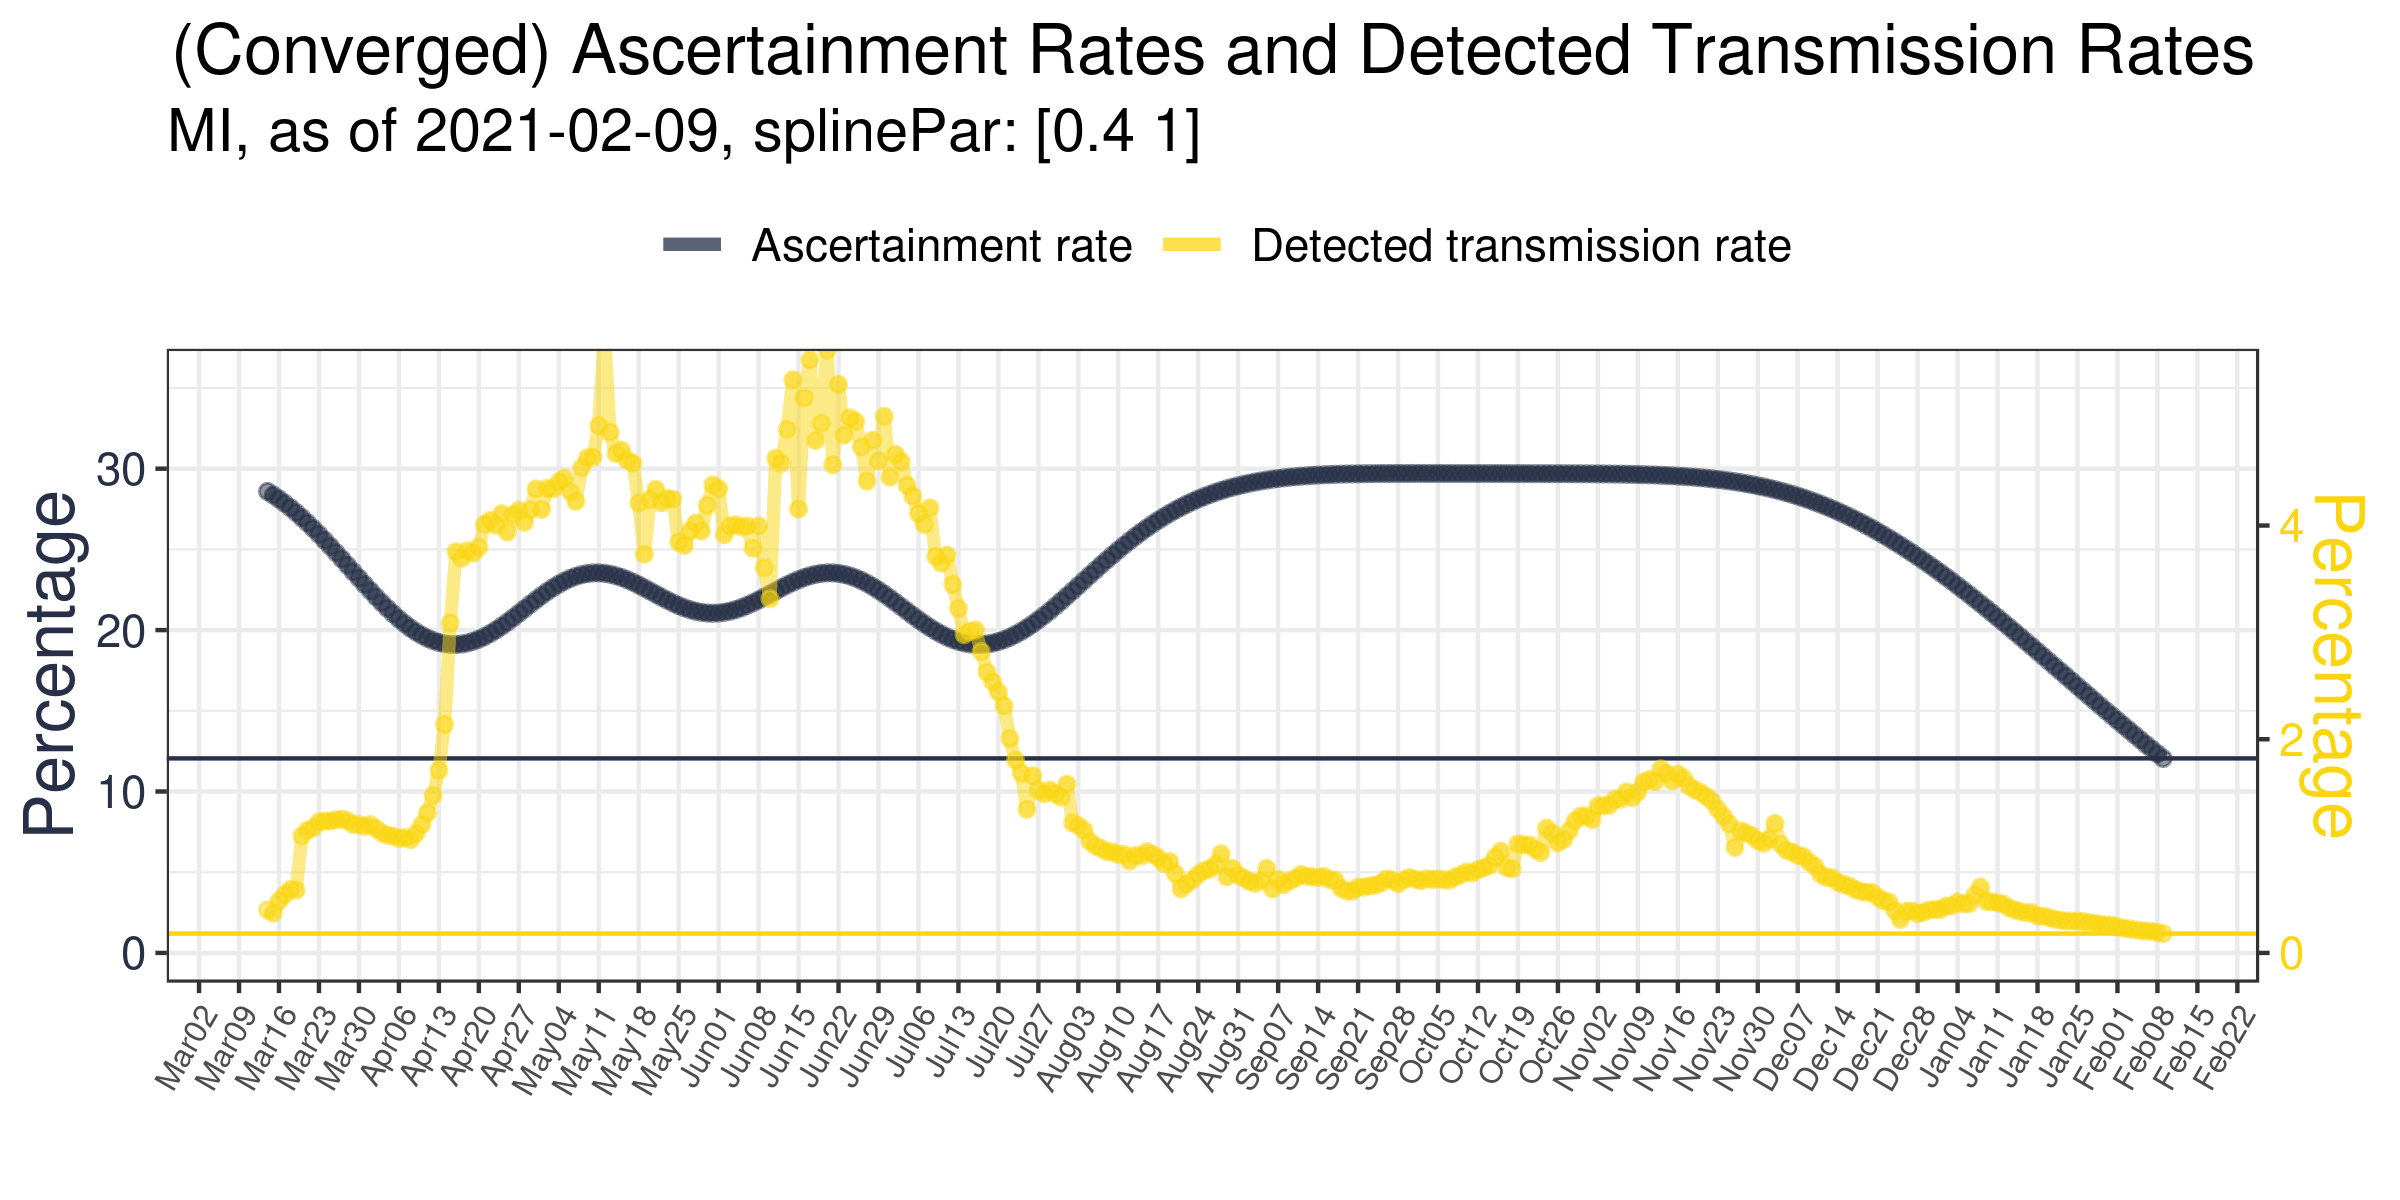 (Converged) Ascertainment Rates and Detected Transmission Rates
MI, as of 2021-02-09, splinePar: [0.4 1]
Ascertainment rate Detected transmission rate
Percentage
30
20
10
0
4
2
0
Percentage
Mar02 Mar09 Mar16 Mar23 Mar30 Apr06 Apr13 Apr20 Apr27 May04 May11 May18 May25 Jun01 Jun08 Jun15 Jun22 Jun29 Jul06 Jul13 Jul20 Jul27 Aug03 Aug10 Aug17 Aug24 Aug31 Sep07 Sep14 Sep21 Sep28 Oct05 Oct12 Oct19 Oct26 Nov02 Nov09 Nov16 Nov23 Nov30 Dec07 Dec14 Dec21 Dec28 Jan04 Jan11 Jan18 Jan25 Feb01 Feb08 Feb15 Feb22